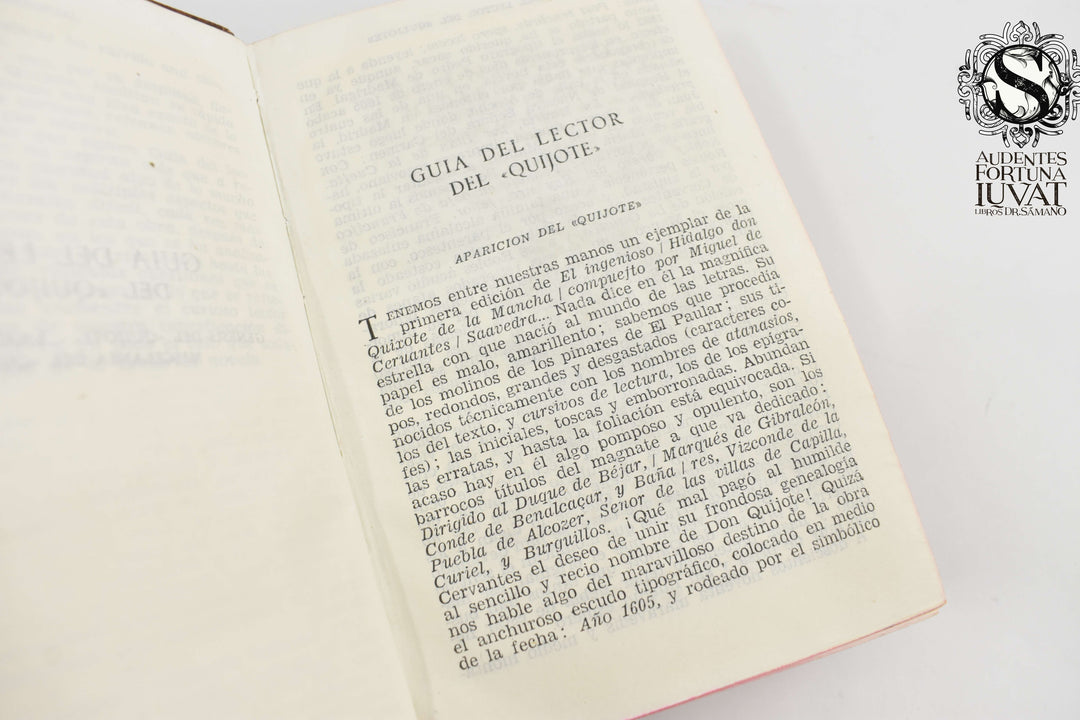 GUIA DEL LECTOR
DEL «QUIJOTE»
APARICION DEL «QUIJOTE»
TENEMOS entre nuestras manos un ejemplar de la
primera edición de El ingenioso / Hidalgo don
Quixote de la Mancha / compuefto por Miguel de
Ceruantes / Saavedra... Nada dice en él la magnífica
estrella con que nació al mundo de las letras. Su
papel es malo, amarillento; sabemos que procedía
de los molinos de los pinares de El Paular; sus ti-
pos, redondos, grandes y desgastados (caracteres co-
nocidos técnicamente con los nombres de atanasios,
los del texto, y cursivos de lectura, los de los epígra-
fes); las iniciales, toscas y emborronadas. Abundan
las erratas, y hasta la foliación está equivocada. Si
acaso hay en él algo pomposo y opulento, son los
barrocos títulos del magnate a que va dedicado:
Dirigido al Duque de Béjar, / Marqués de Gibraleón,
Conde de Benalcaçar, y Baña / res, Vizconde de la
Puebla de Alcozer, Señor de las villas de Capilla,
Curiel, y Burguillos. ¡Qué mal pagó al humilde
Cervantes el deseo de unir su frondosa genealogía
al sencillo y recio nombre de Don Quijote! Quizá
nos hable algo del maravilloso destino de la obra
el anchuroso escudo tipográfico, colocado en medio
de la fecha: Año 1605, y rodeado por el simbólico
S
AUDENTES
FORTUNA
IUVAT
LIBROS DR. SÁMANO